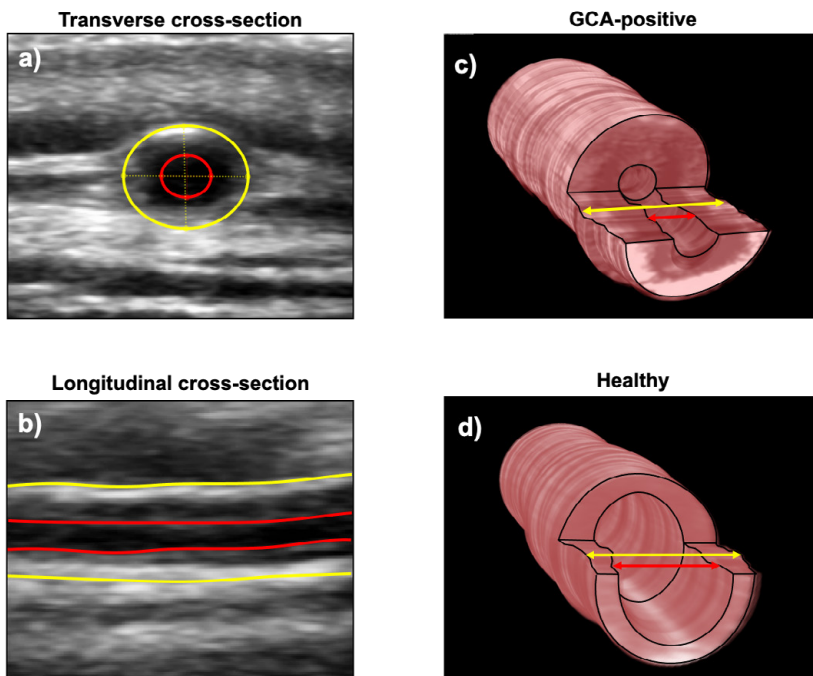 Transverse cross-section
a)
GCA-positive
c)
Longitudinal cross-section
b)
Healthy
d)